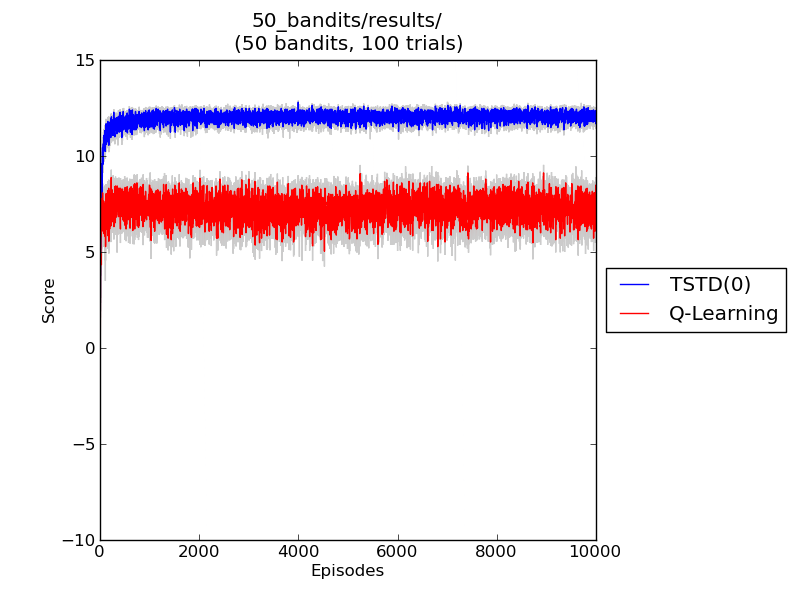 50_bandits/results/
(50 bandits, 100 trials)
15
10
5
0
−5
−10
Score
0
2000
4000
6000
8000
10000
Episodes
TSTD(0)
Q-Learning